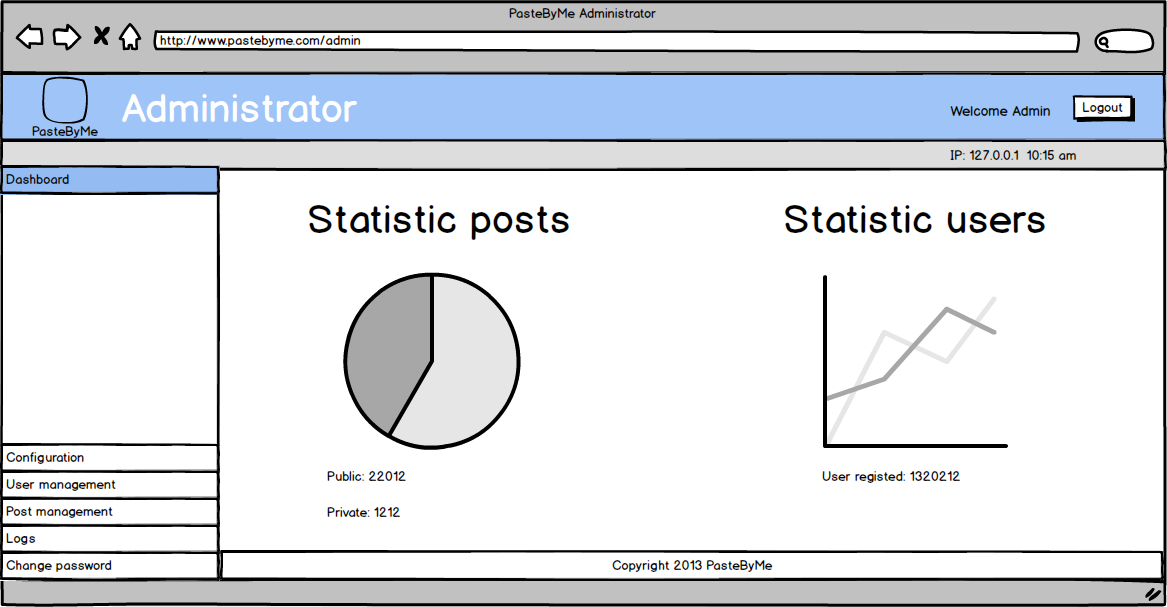 PasteByMe Administrator
http://www.pastebyme.com/admin
Administrator
PasteByMe
Welcome Admin
Logout
IP: 127.0.0.1 10:15 am
Dashboard
Configuration
User management
Post management
Logs
Change password
Statistic posts
Public: 22012
Private: 1212
Statistic users
User registed: 1320212
Copyright 2013 PasteByMe